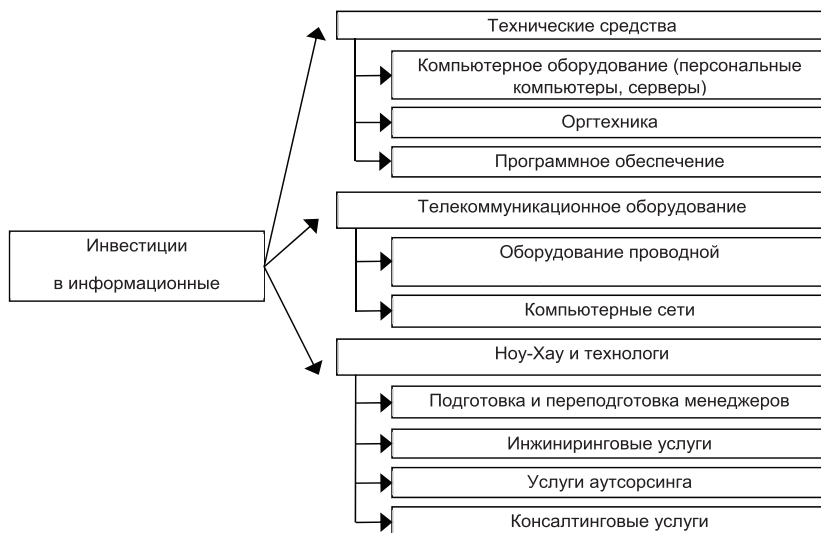 Технические средства
Компьютерное оборудование (персональные
компьютеры, серверы)
Оргтехника
Программное обеспечение
Телекоммуникационное оборудование
Инвестиции
в информационные
Оборудование проводной
Компьютерные сети
Ноу-Хау и технологи
Подготовка и переподготовка менеджеров
Инжиниринговые услуги
Услуги аутсорсинга
Консалтинговые услуги